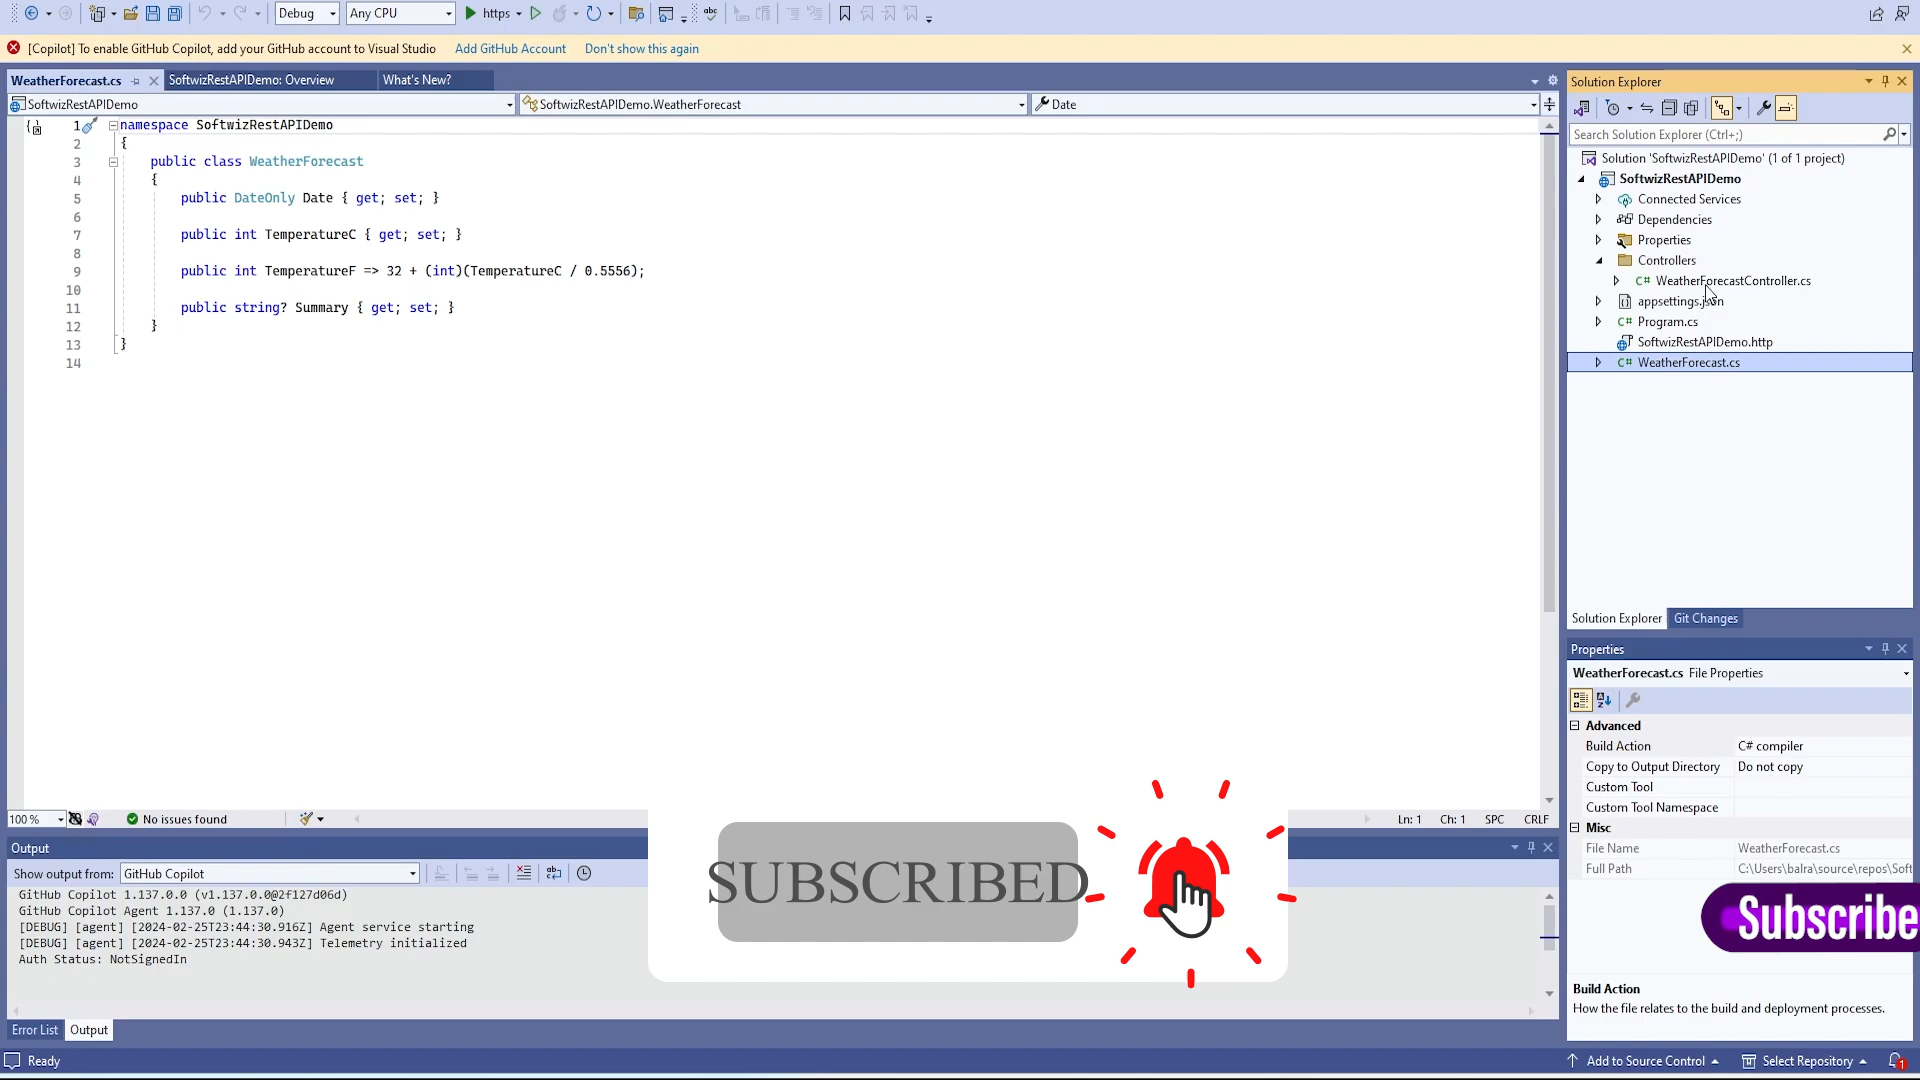 Debug
Any CPU
https
abc
[Copilot] To enable GitHub Copilot, add your GitHub account to Visual Studio
Add GitHub Account
Don't show this again
WeatherForecast.cs
SoftwizRestAPIDemo: Overview
What's New?
SoftwizRestAPIDemo
SoftwizRestAPIDemo.WeatherForecast
Date
1 namespace SoftwizRestAPIDemo
2 {
3 public class WeatherForecast
4 {
5 public DateOnly Date { get; set; }
6
7 public int TemperatureC { get; set; }
8
9 public int TemperatureF => 32 + (int)(TemperatureC / 0.5556);
10
11 public string? Summary { get; set; }
12 }
13 }
14
100 %
No issues found
Ln: 1 Ch: 1 SPC CRLF
Output
Show output from: GitHub Copilot
GitHub Copilot 1.137.0.0 (v1.137.0.0@2f127d06d)
GitHub Copilot Agent 1.137.0 (1.137.0)
[DEBUG] [agent] [2024-02-25T23:44:30.916Z] Agent service starting
[DEBUG] [agent] [2024-02-25T23:44:30.943Z] Telemetry initialized
Auth Status: NotSignedIn
Error List
Output
Ready
SUBSCRIBED
Solution Explorer
Search Solution Explorer (Ctrl+;)
Solution 'SoftwizRestAPIDemo' (1 of 1 project)
SoftwizRestAPIDemo
Connected Services
Dependencies
Properties
Controllers
C# WeatherForecastController.cs
appsettings.json
C# Program.cs
SoftwizRestAPIDemo.http
C# WeatherForecast.cs
Solution Explorer
Git Changes
Properties
WeatherForecast.cs File Properties
Advanced
Build Action C# compiler
Copy to Output Directory Do not copy
Custom Tool
Custom Tool Namespace
Misc
File Name WeatherForecast.cs
Full Path C:\Users\balra\source\repos\Soft
Subscribe
Build Action
How the file relates to the build and deployment processes.
Add to Source Control
Select Repository
1